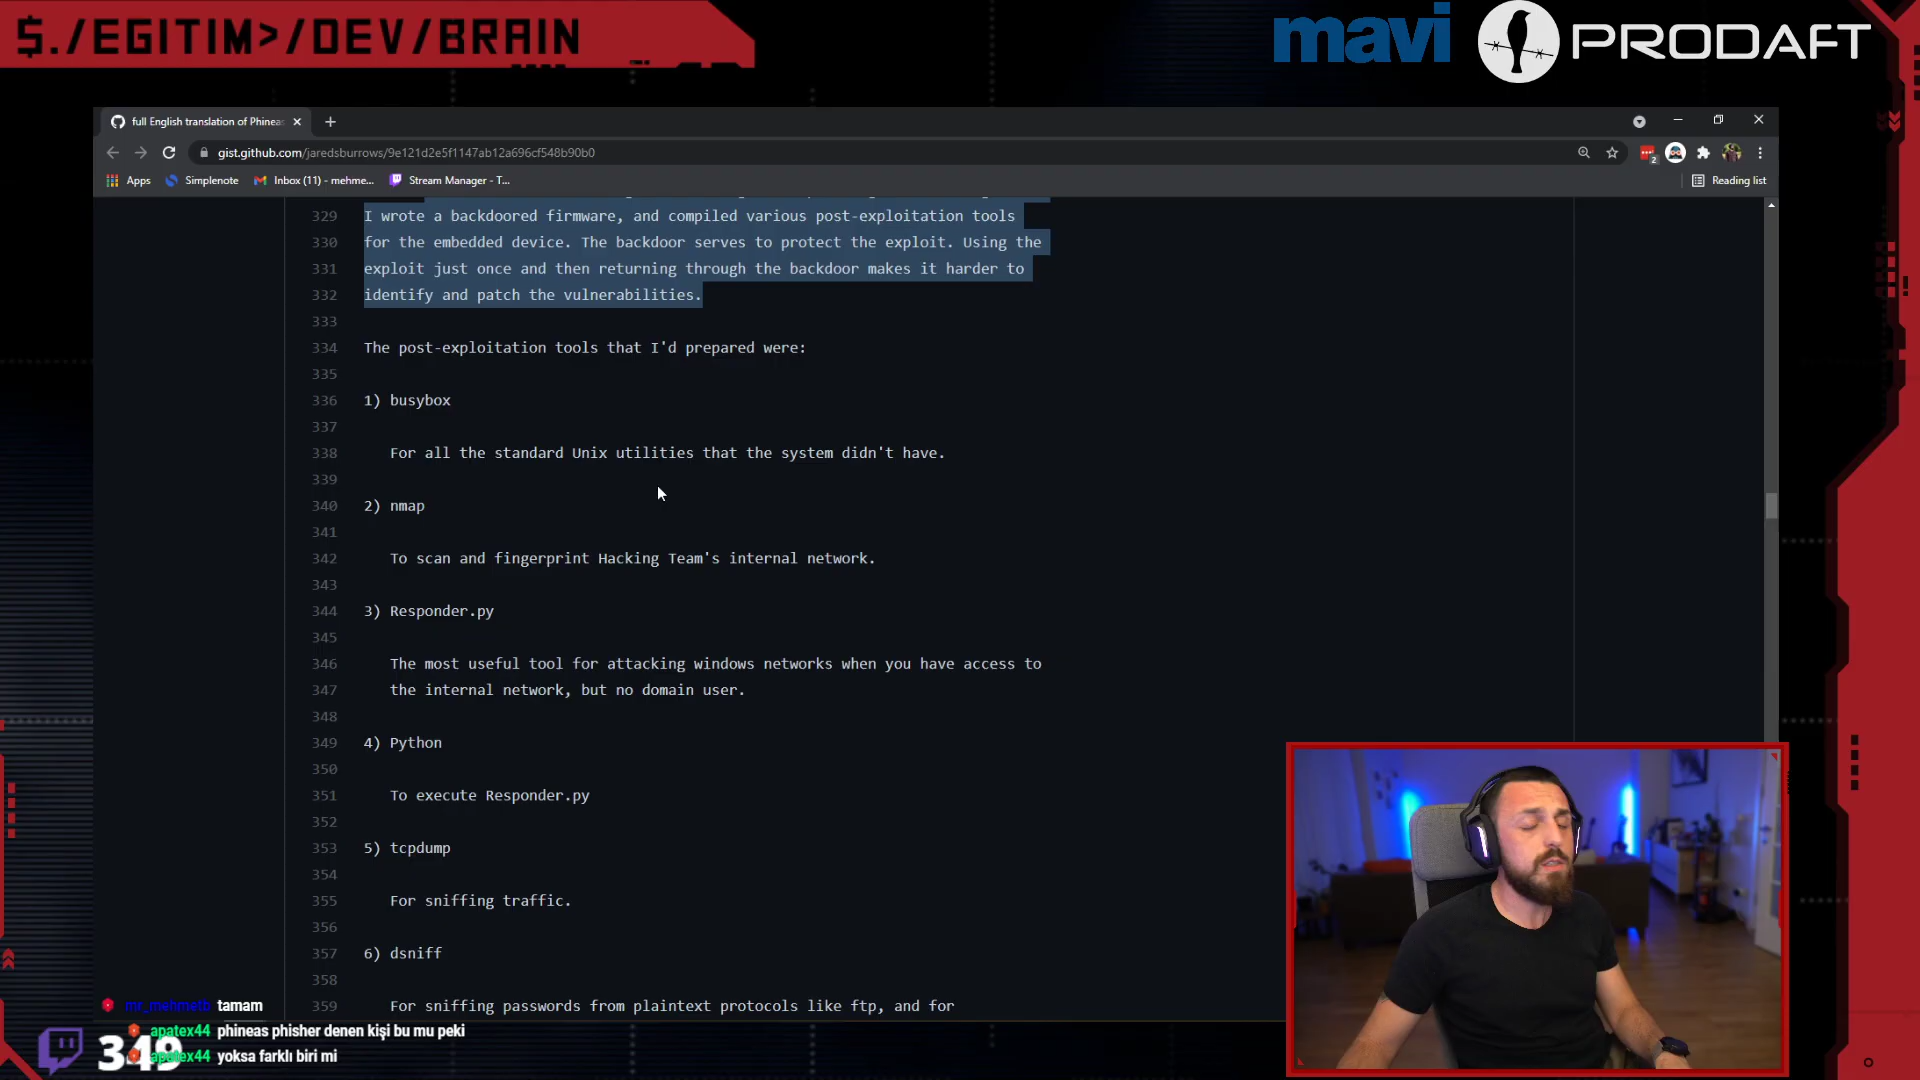 $./EGITIM>/DEV/BRAIN
mavi
PRODAFT
full English translation of Phineas
gist.github.com/jaredsburrows/9e121d2e5f1147ab12a696cf548b90b0
2
Apps
Simplenote
Inbox (11) - mehme...
Stream Manager - T...
Reading list
329 I wrote a backdoored firmware, and compiled various post-exploitation tools
330 for the embedded device. The backdoor serves to protect the exploit. Using the
331 exploit just once and then returning through the backdoor makes it harder to
332 identify and patch the vulnerabilities.
333
334 The post-exploitation tools that I'd prepared were:
335
336 1) busybox
337
338 For all the standard Unix utilities that the system didn't have.
339
340 2) nmap
341
342 To scan and fingerprint Hacking Team's internal network.
343
344 3) Responder.py
345
346 The most useful tool for attacking windows networks when you have access to
347 the internal network, but no domain user.
348
349 4) Python
350
351 To execute Responder.py
352
353 5) tcpdump
354
355 For sniffing traffic.
356
357 6) dsniff
358
359 For sniffing passwords from plaintext protocols like ftp, and for
mr_mehmetb tamam
apatex44 phineas phisher denen kişi bu mu peki
apatex44 yoksa farklı biri mi
349